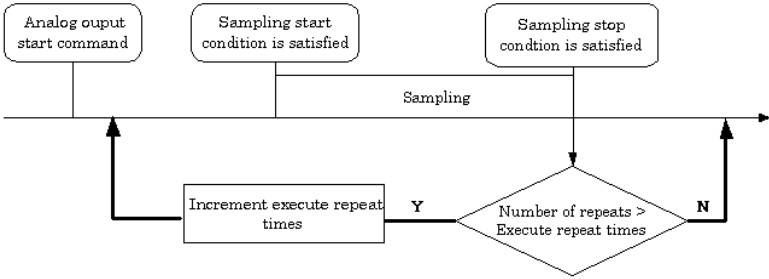 Analog ouput
start command
Sampling start
condition is satisfied
Sampling stop
condtion is satisfied
Sampling
Increment execute repeat
times
Y
Number of repeats >
Execute repeat times
N